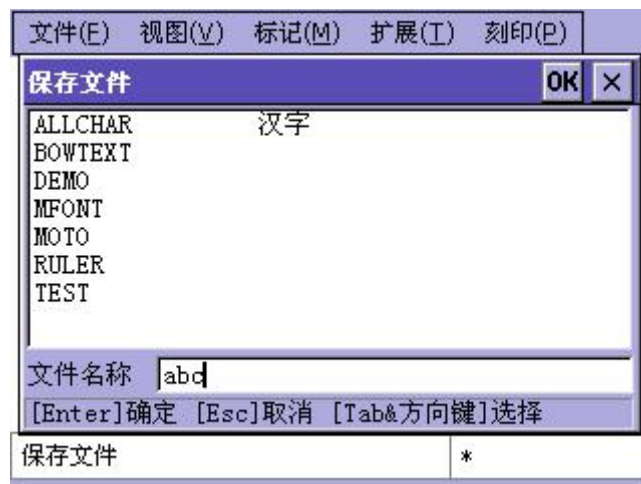 文件(F) 视图(V) 标记(M) 扩展(T) 刻印(P)
保存文件 OK ×
ALLCHAR 汉字
BOWTEXT
DEMO
MFONT
MOTO
RULER
TEST
文件名称 abc
[Enter]确定 [Esc]取消 [Tab&方向键]选择
保存文件 *